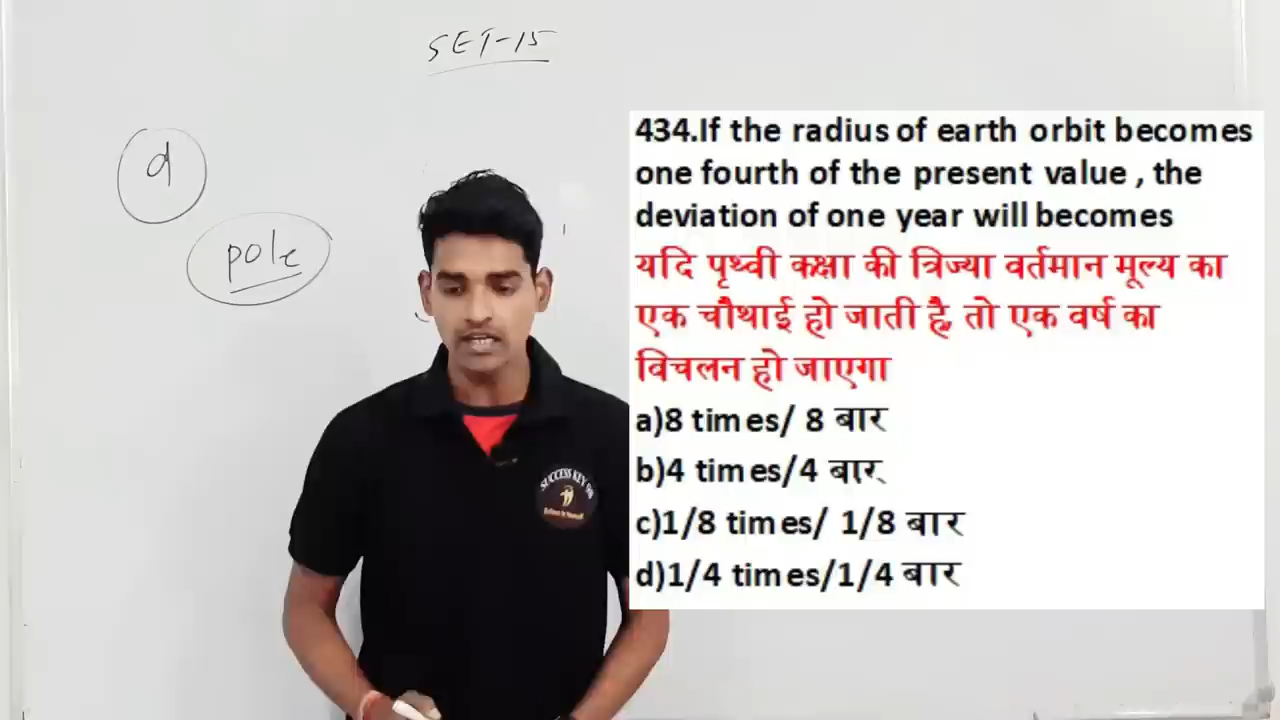 SET-15
d
pole
434.If the radius of earth orbit becomes
one fourth of the present value , the
deviation of one year will becomes
यदि पृथ्वी कक्षा की त्रिज्या वर्तमान मूल्य का
एक चौथाई हो जाती है, तो एक वर्ष का
विचलन हो जाएगा
a)8 times/ 8 बार
b)4 times/4 बार
c)1/8 times/ 1/8 बार
d)1/4 times/1/4 बार
SUCCESS KEY